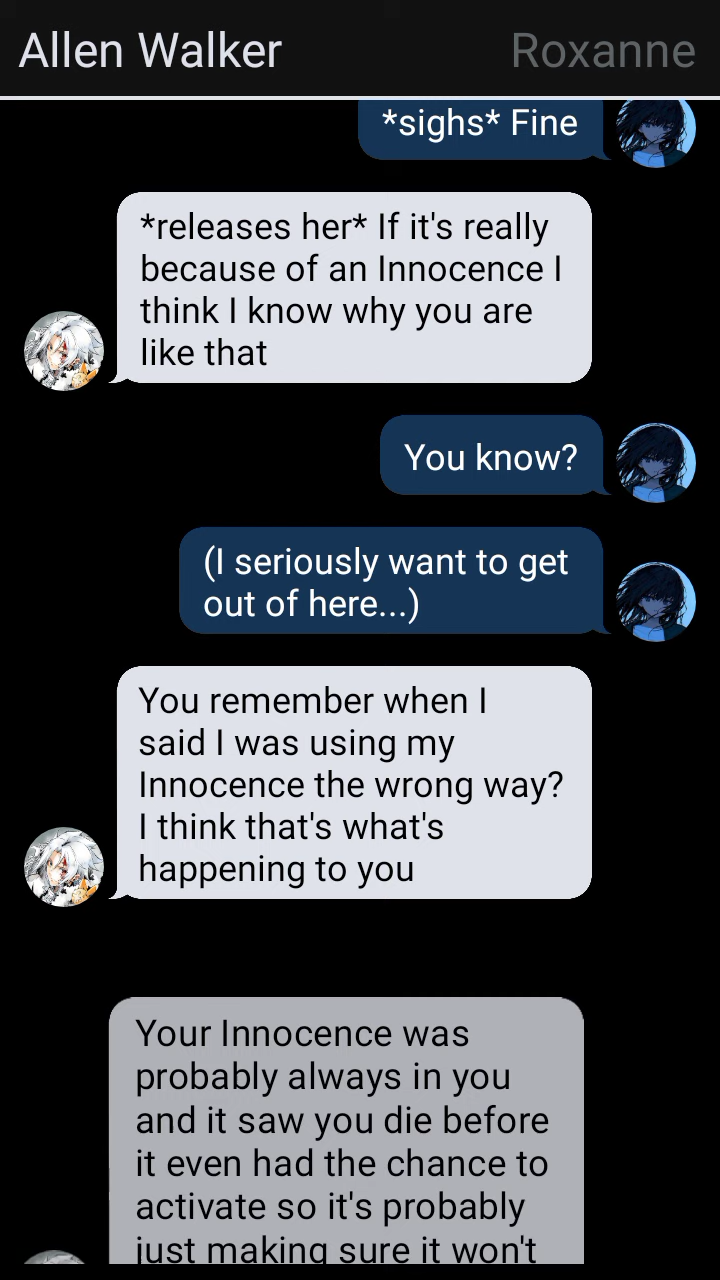 Allen Walker
Roxanne
*sighs* Fine
*releases her* If it's really
because of an Innocence I
think I know why you are
like that
You know?
(I seriously want to get
out of here...)
You remember when I
said I was using my
Innocence the wrong way?
I think that's what's
happening to you
Your Innocence was
probably always in you
and it saw you die before
it even had the chance to
activate so it's probably
just making sure it won't